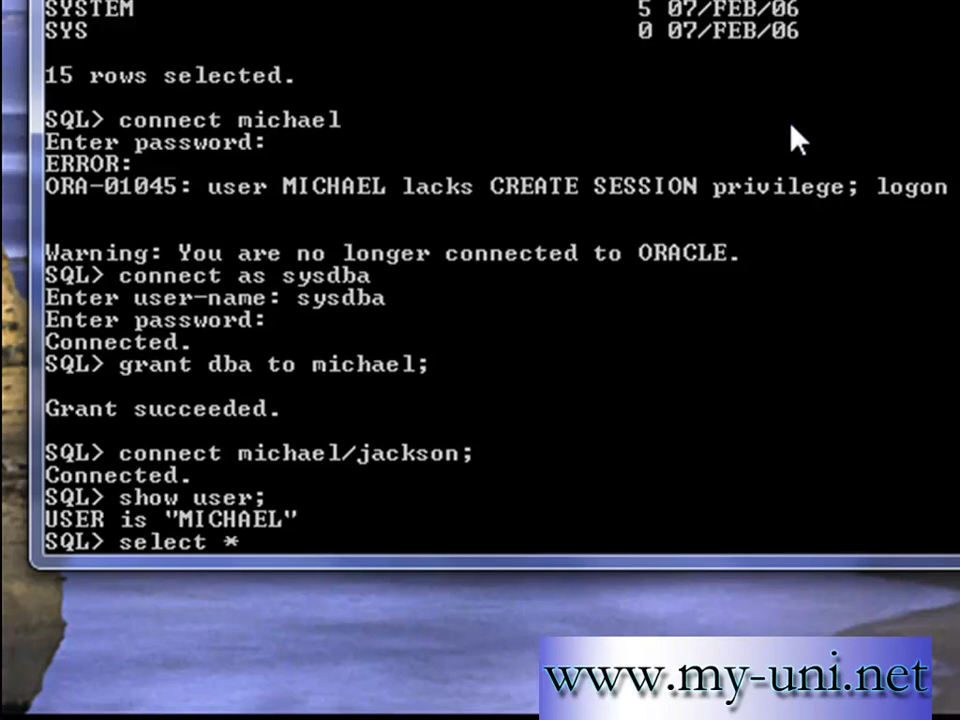 SYSTEM 5 07/FEB/06
SYS 0 07/FEB/06
15 rows selected.
SQL> connect michael
Enter password:
ERROR:
ORA-01045: user MICHAEL lacks CREATE SESSION privilege; logon
Warning: You are no longer connected to ORACLE.
SQL> connect as sysdba
Enter user-name: sysdba
Enter password:
Connected.
SQL> grant dba to michael;
Grant succeeded.
SQL> connect michael/jackson;
Connected.
SQL> show user;
USER is "MICHAEL"
SQL> select *
www.my-uni.net